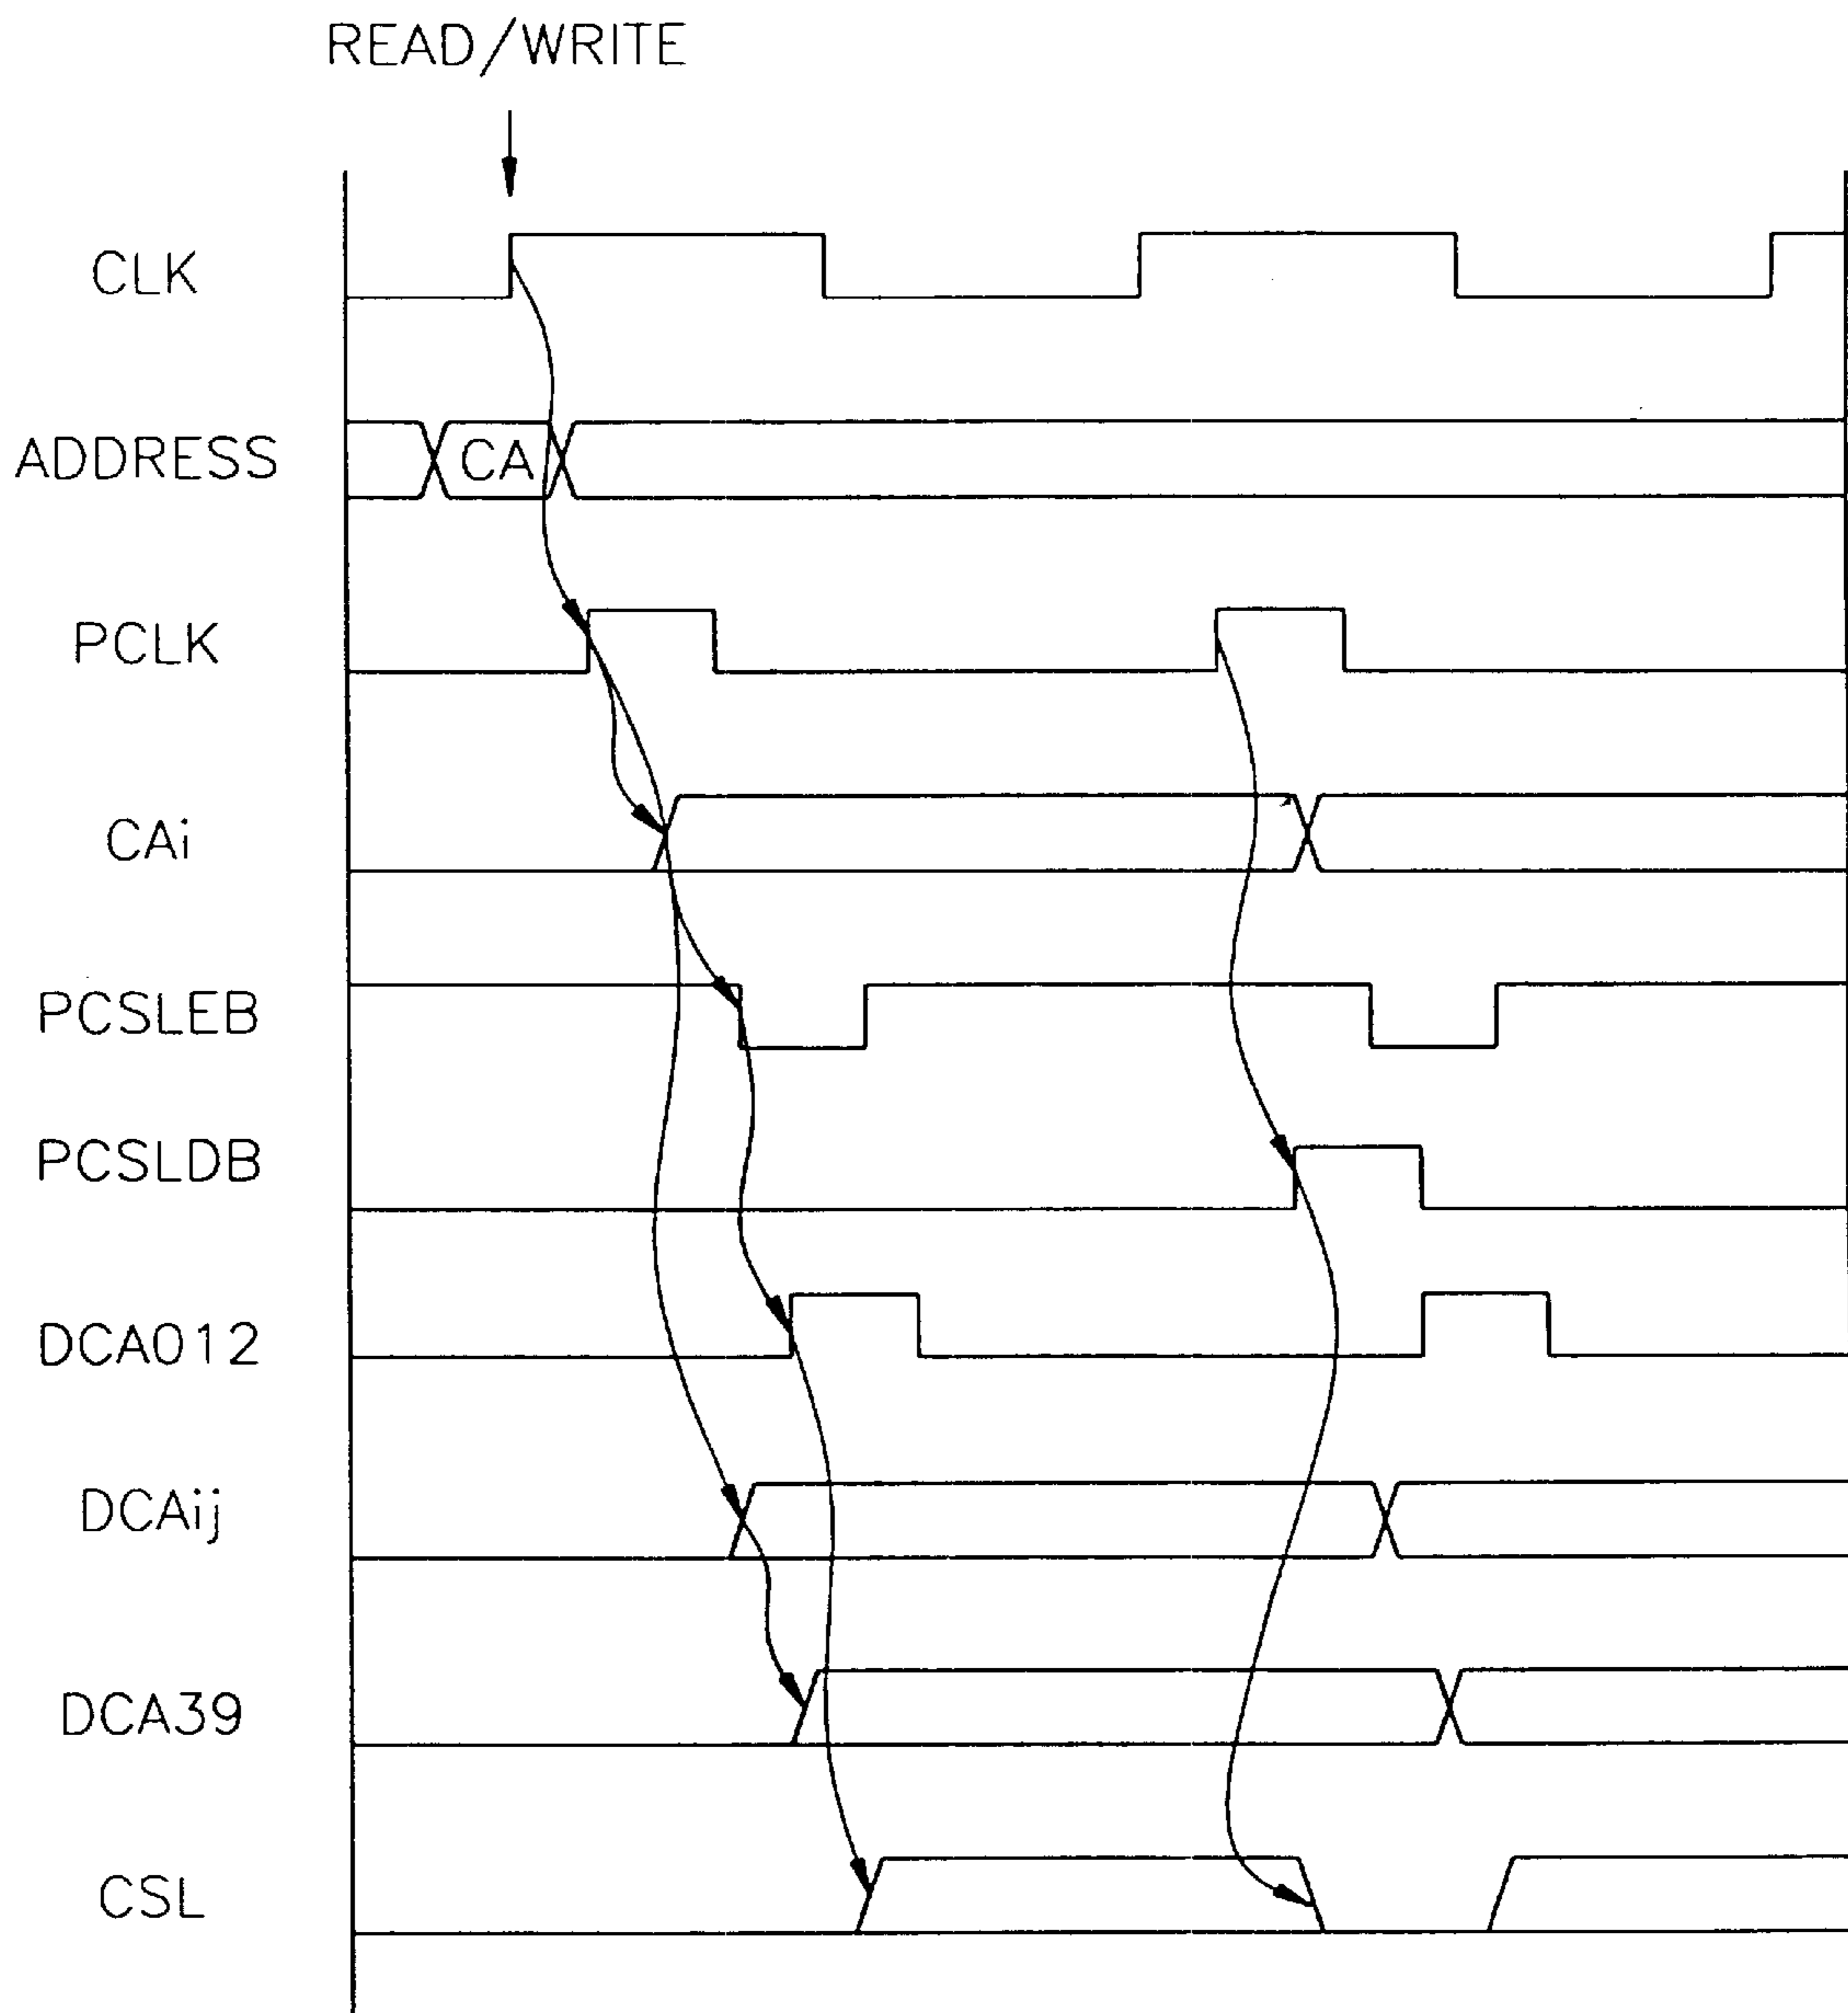 READ/WRITE
CLK
ADDRESS
CA
PCLK
CAi
PCSLEB
PCSLDB
DCA012
DCAij
DCA39
CSL